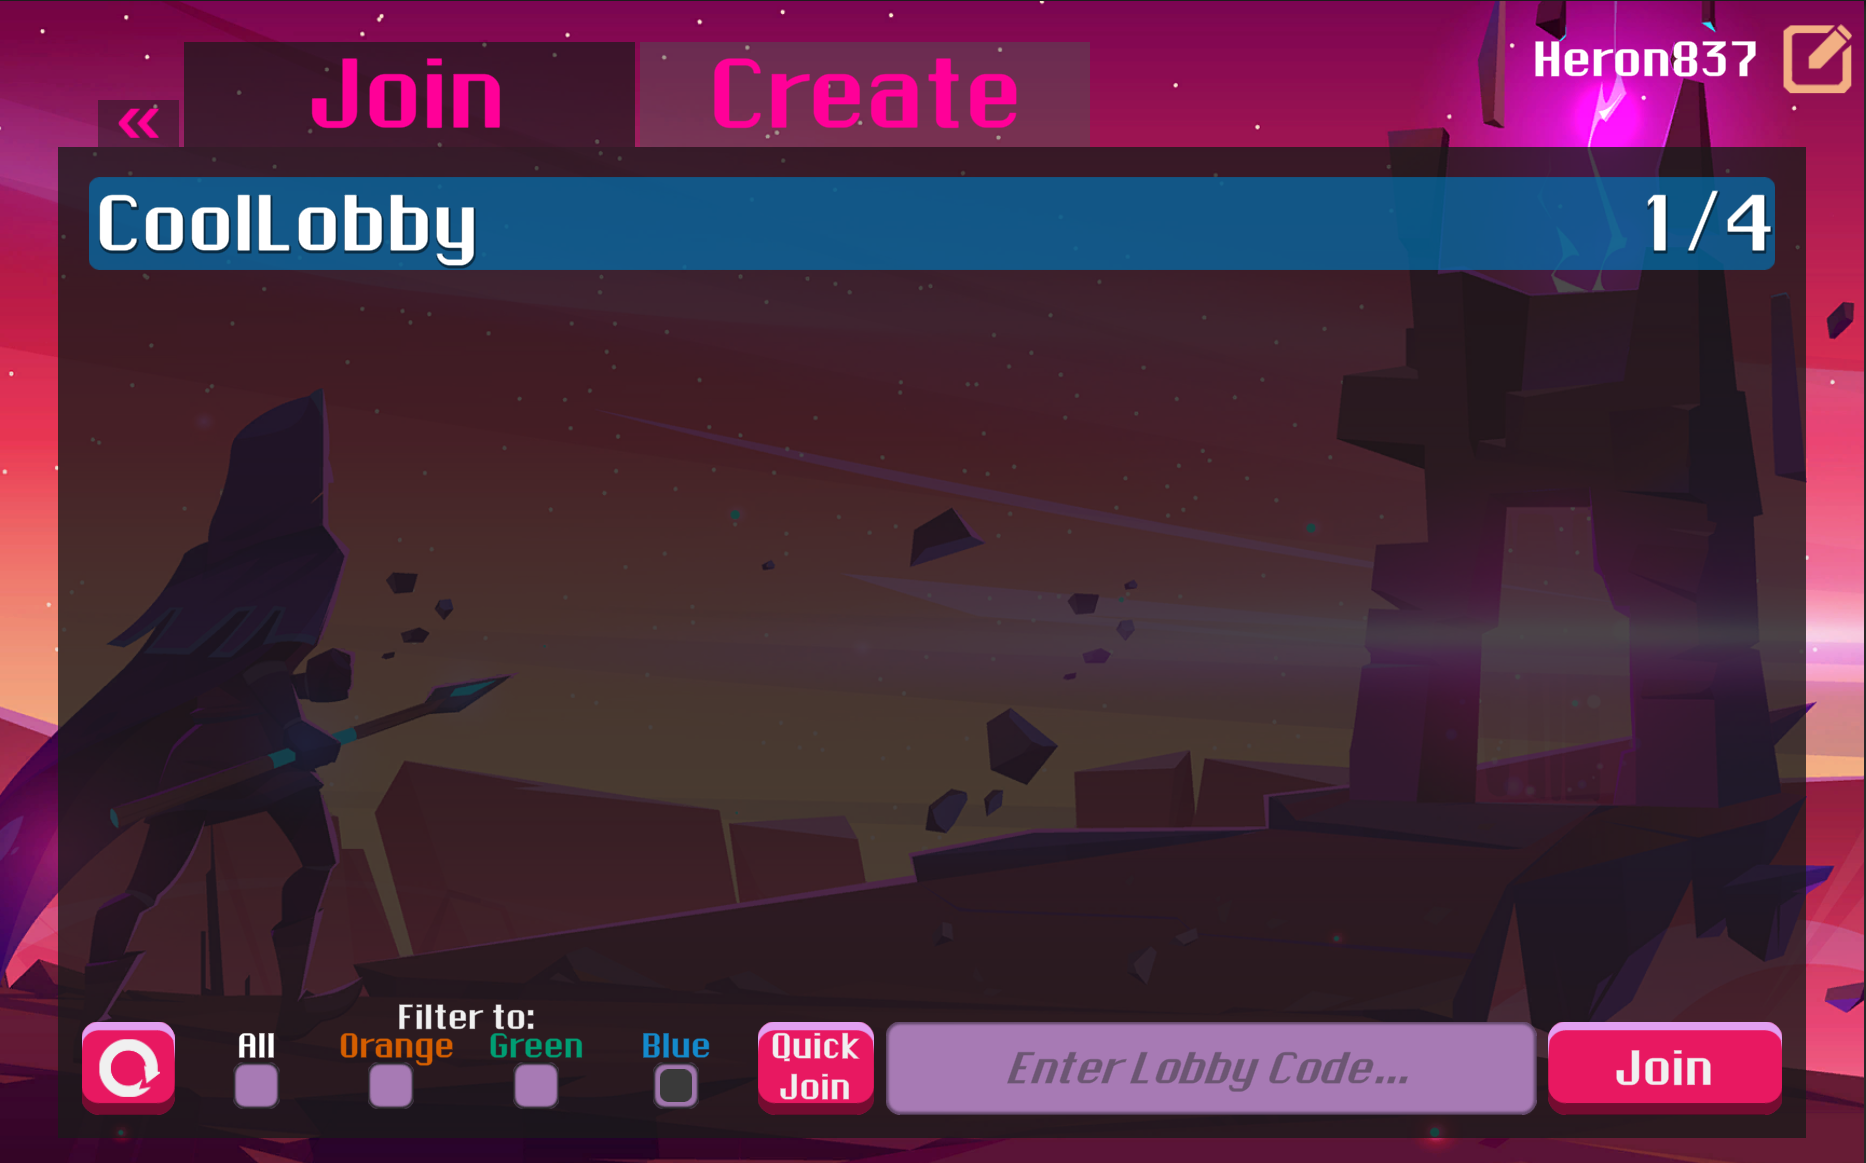 Join
Create
Heron837
CoolLobby 1/4
Filter to:
All Orange Green Blue
Quick
Join
Enter Lobby Code...
Join